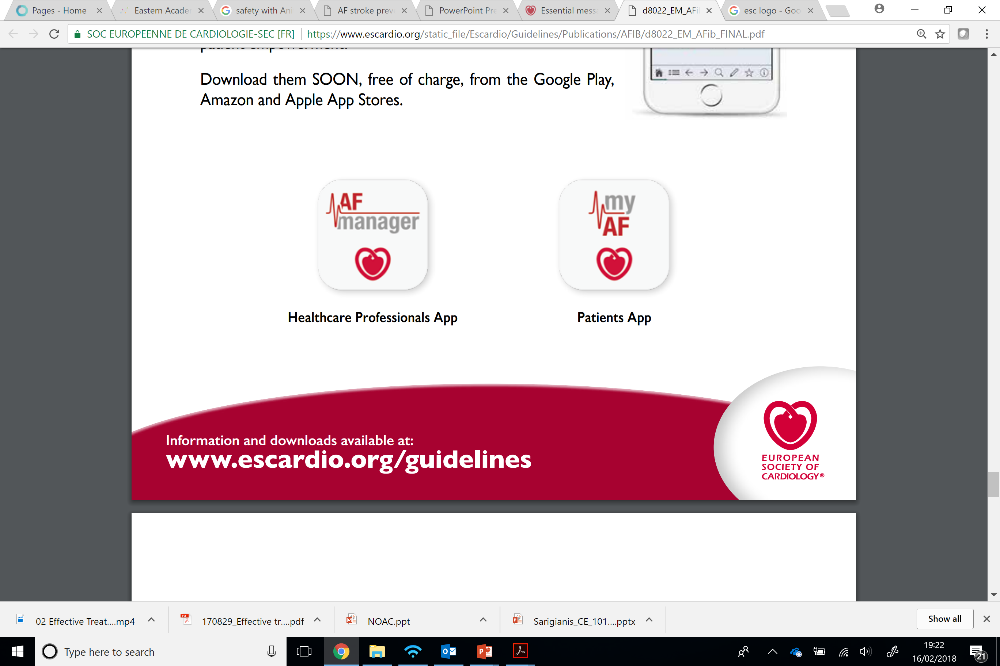 Pages - Home
Eastern Acade
safety with Ani
AF stroke prev
PowerPoint Pre
Essential messa
d8022_EM_AFi
esc logo - Goo
SOC EUROPEENNE DE CARDIOLOGIE-SEC [FR]
https://www.escardio.org/static_file/Escardio/Guidelines/Publications/AFIB/d8022_EM_AFib_FINAL.pdf
patient empowerment.
Download them SOON, free of charge, from the Google Play,
Amazon and Apple App Stores.
AF
manager
my
AF
Healthcare Professionals App
Patients App
Information and downloads available at:
www.escardio.org/guidelines
EUROPEAN
SOCIETY OF
CARDIOLOGY®
02 Effective Treat....mp4
170829_Effective tr....pdf
NOAC.ppt
Sarigianis_CE_101....pptx
Show all
Type here to search
19:22
16/02/2018
21